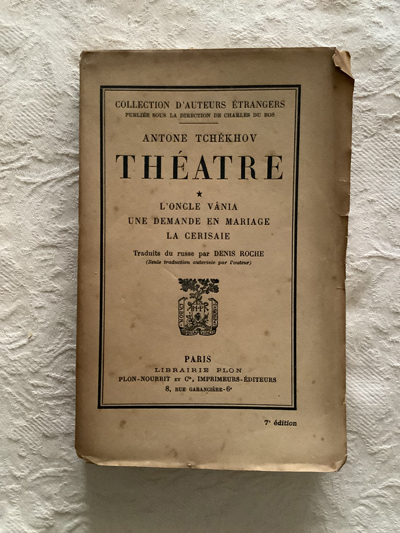 COLLECTION D'AUTEURS ÉTRANGERS
PUBLIÉE SOUS LA DIRECTION DE CHARLES DU BOS
ANTONE TCHÉKHOV
THÉATRE
*
L'ONCLE VÂNIA
UNE DEMANDE EN MARIAGE
LA CERISAIE
Traduits du russe par DENIS ROCHE
(Seule traduction autorisée par l'auteur)
PARIS
LIBRAIRIE PLON
PLON-NOURRIT ET Cie, IMPRIMEURS-ÉDITEURS
8, RUE GARANCIÈRE-6e
7e édition